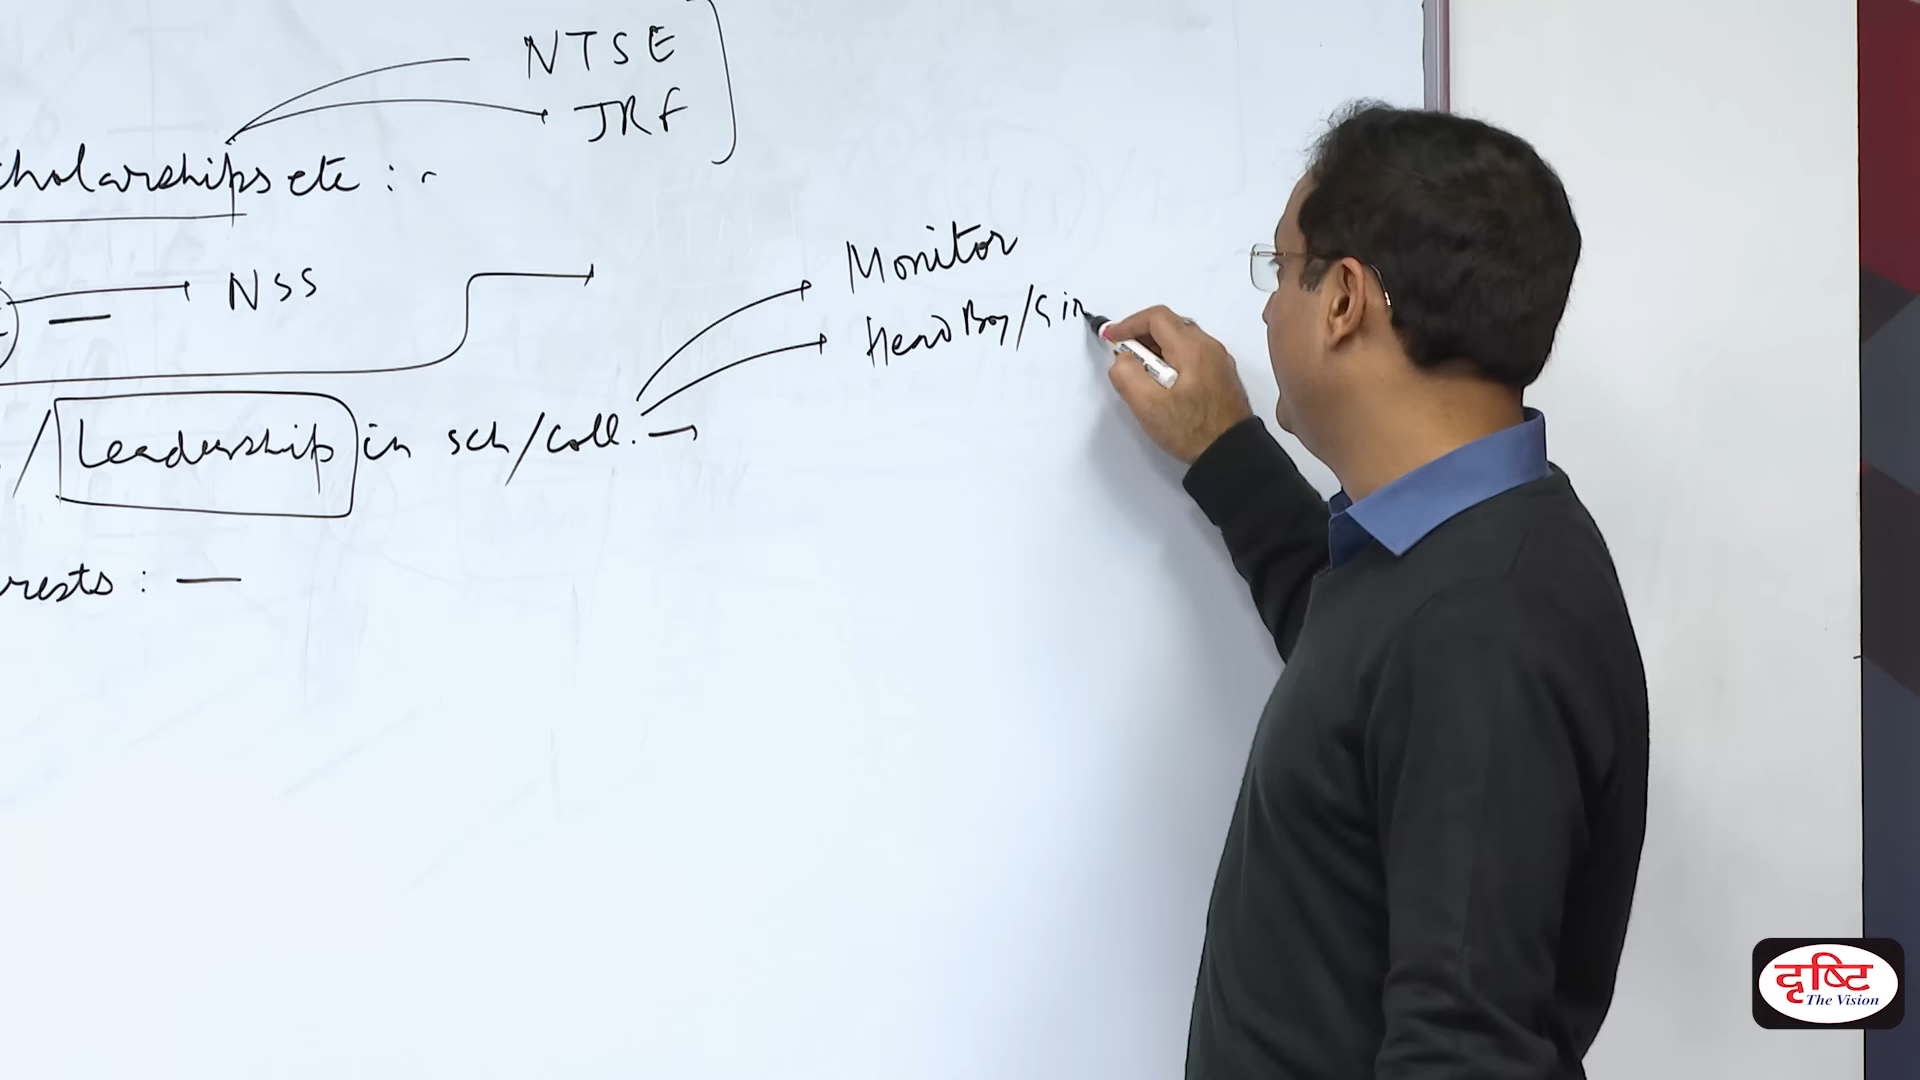 NTSE
JRF
cholarships etc : -
NSS
Monitor
Head Boy/Gir
/ Leadership in sch/coll. -
rests : —
दृष्टि
The Vision